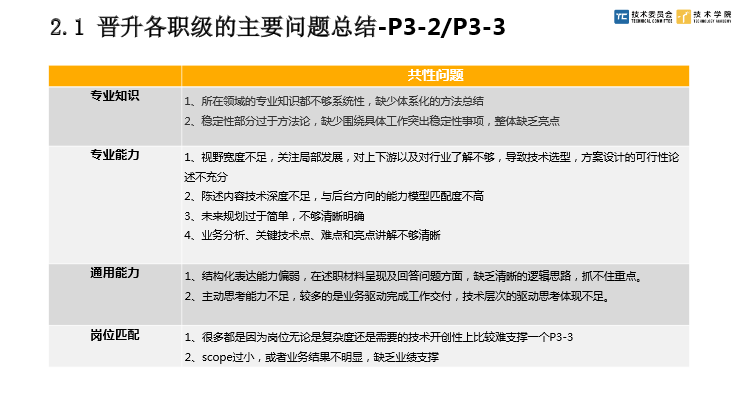 2.1 晋升各职级的主要问题总结-P3-2/P3-3
TC 技术委员会
TECHNICAL COMMITTEE
技术学院
TECHNOLOGY ACADEMY
共性问题
专业知识
1、所在领域的专业知识都不够系统性，缺少体系化的方法总结
2、稳定性部分过于方法论，缺少围绕具体工作突出稳定性事项，整体缺乏亮点
专业能力
1、视野宽度不足，关注局部发展，对上下游以及对行业了解不够，导致技术选型，方案设计的可行性论
述不充分
2、陈述内容技术深度不足，与后台方向的能力模型匹配度不高
3、未来规划过于简单，不够清晰明确
4、业务分析、关键技术点、难点和亮点讲解不够清晰
通用能力
1、结构化表达能力偏弱，在述职材料呈现及回答问题方面，缺乏清晰的逻辑思路，抓不住重点。
2、主动思考能力不足，较多的是业务驱动完成工作交付，技术层次的驱动思考体现不足。
岗位匹配
1、很多都是因为岗位无论是复杂度还是需要的技术开创性上比较难支撑一个P3-3
2、scope过小，或者业务结果不明显，缺乏业绩支撑